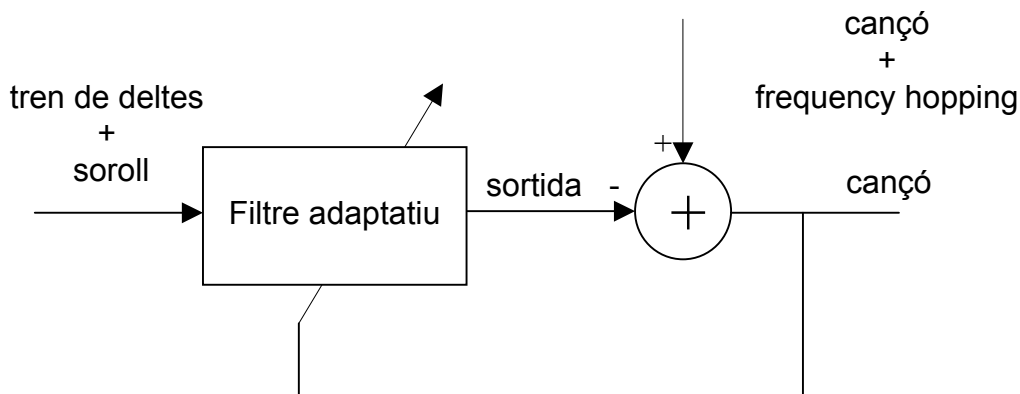 tren de deltes
+
soroll
Filtre adaptatiu
sortida -
+
+
cançó
+
frequency hopping
cançó